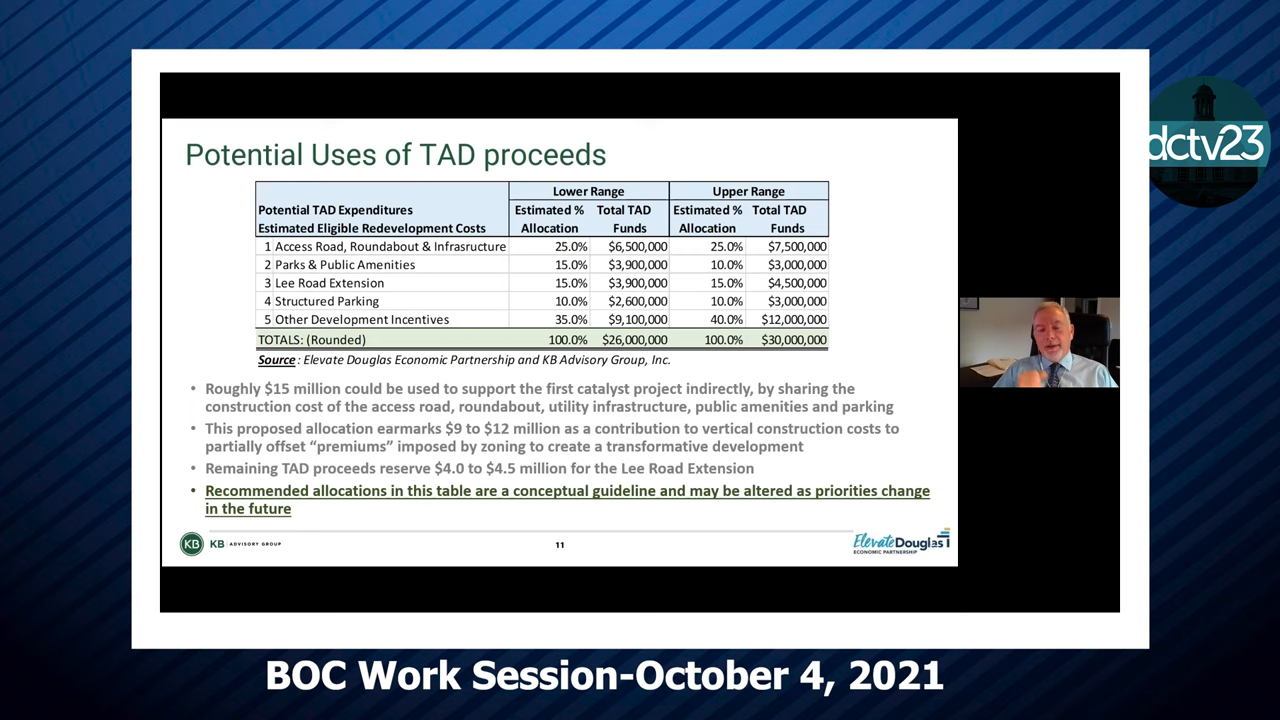 dctv23
Potential Uses of TAD proceeds
Lower Range Upper Range
Potential TAD Expenditures Estimated % Total TAD Estimated % Total TAD
Estimated Eligible Redevelopment Costs Allocation Funds Allocation Funds
1 Access Road, Roundabout & Infrasructure 25.0% $6,500,000 25.0% $7,500,000
2 Parks & Public Amenities 15.0% $3,900,000 10.0% $3,000,000
3 Lee Road Extension 15.0% $3,900,000 15.0% $4,500,000
4 Structured Parking 10.0% $2,600,000 10.0% $3,000,000
5 Other Development Incentives 35.0% $9,100,000 40.0% $12,000,000
TOTALS: (Rounded) 100.0% $26,000,000 100.0% $30,000,000
Source: Elevate Douglas Economic Partnership and KB Advisory Group, Inc.
• Roughly $15 million could be used to support the first catalyst project indirectly, by sharing the
construction cost of the access road, roundabout, utility infrastructure, public amenities and parking
• This proposed allocation earmarks $9 to $12 million as a contribution to vertical construction costs to
partially offset “premiums” imposed by zoning to create a transformative development
• Remaining TAD proceeds reserve $4.0 to $4.5 million for the Lee Road Extension
• Recommended allocations in this table are a conceptual guideline and may be altered as priorities change
in the future
KB KB ADVISORY GROUP
11
Elevate Douglas
ECONOMIC PARTNERSHIP
BOC Work Session-October 4, 2021